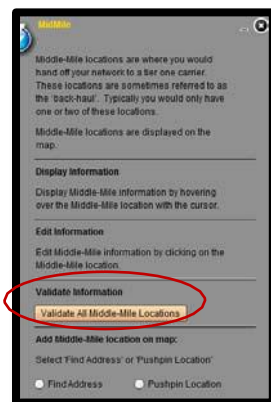 MidMile
Middle-Mile locations are where you would
hand off your network to a tier one carrier.
These locations are sometimes referred to as
the 'back-haul'. Typically you would only have
one or two of these locations.
Middle-Mile locations are displayed on the
map.
Display Information
Display Middle-Mile information by hovering
over the Middle-Mile location with the cursor.
Edit Information
Edit Middle-Mile information by clicking on the
Middle-Mile location.
Validate Information
Validate All Middle-Mile Locations
Add Middle-Mile location on map:
Select 'Find Address' or 'Pushpin Location'
Find Address Pushpin Location